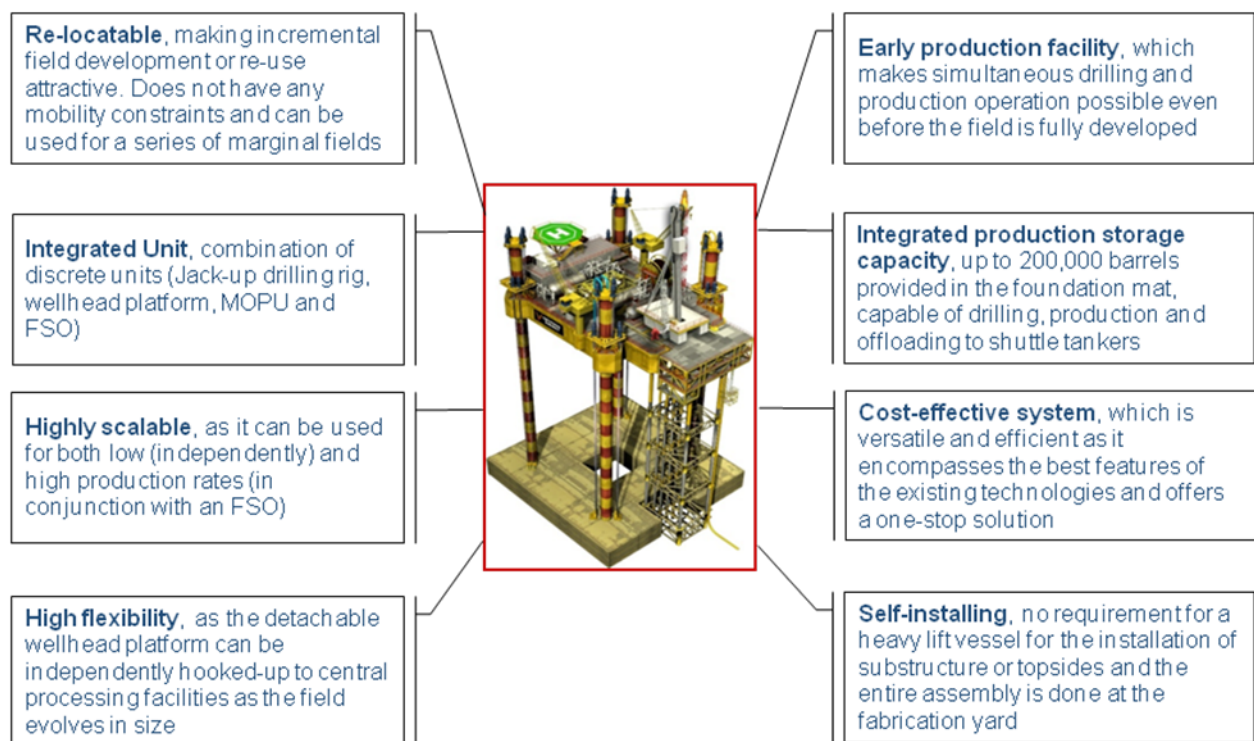 Re-locatable, making incremental
field development or re-use
attractive. Does not have any
mobility constraints and can be
used for a series of marginal fields
Integrated Unit, combination of
discrete units (Jack-up drilling rig,
wellhead platform, MOPU and
FSO)
Highly scalable, as it can be used
for both low (independently) and
high production rates (in
conjunction with an FSO)
High flexibility, as the detachable
wellhead platform can be
independently hooked-up to central
processing facilities as the field
evolves in size
H
Early production facility, which
makes simultaneous drilling and
production operation possible even
before the field is fully developed
Integrated production storage
capacity, up to 200,000 barrels
provided in the foundation mat,
capable of drilling, production and
offloading to shuttle tankers
Cost-effective system, which is
versatile and efficient as it
encompasses the best features of
the existing technologies and offers
a one-stop solution
Self-installing, no requirement for a
heavy lift vessel for the installation of
substructure or topsides and the
entire assembly is done at the
fabrication yard